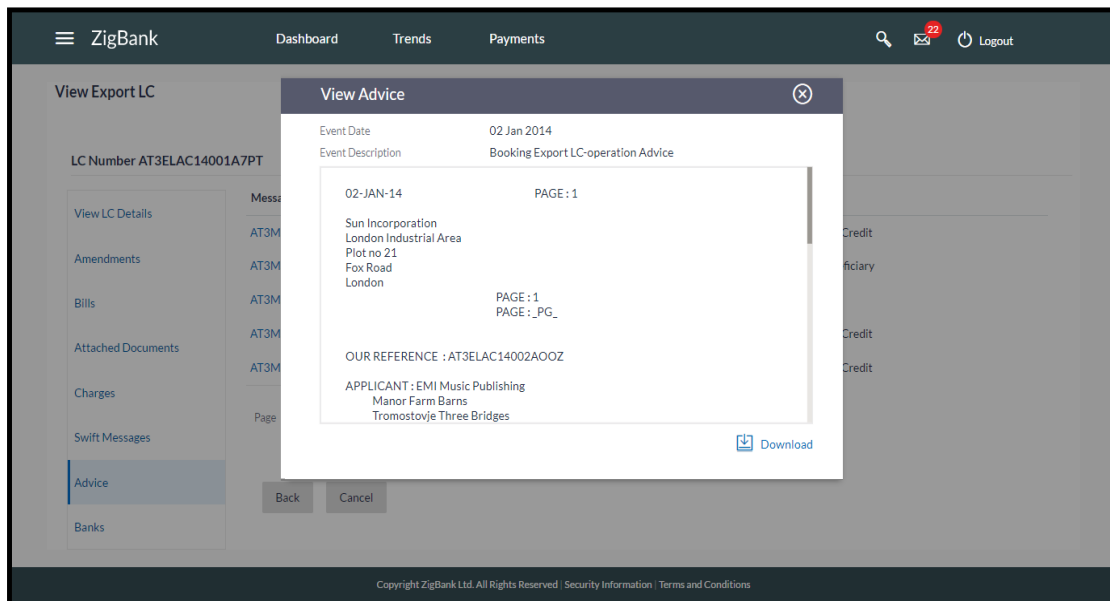 ZigBank Dashboard Trends Payments 22 Logout
View Export LC
View Advice
Event Date 02 Jan 2014
Event Description Booking Export LC-operation Advice
LC Number AT3ELAC14001A7PT
02-JAN-14 PAGE : 1
Sun Incorporation
London Industrial Area
Plot no 21
Fox Road
London
PAGE : 1
PAGE : _PG_
OUR REFERENCE : AT3ELAC14002AOOZ
APPLICANT : EMI Music Publishing
Manor Farm Barns
Tromostovje Three Bridges
Download
View LC Details
Amendments
Bills
Attached Documents
Charges
Swift Messages
Advice
Banks
Messa
AT3M Credit
AT3M ficiary
AT3M
AT3M Credit
AT3M Credit
Page
Back Cancel
Copyright ZigBank Ltd. All Rights Reserved | Security Information | Terms and Conditions